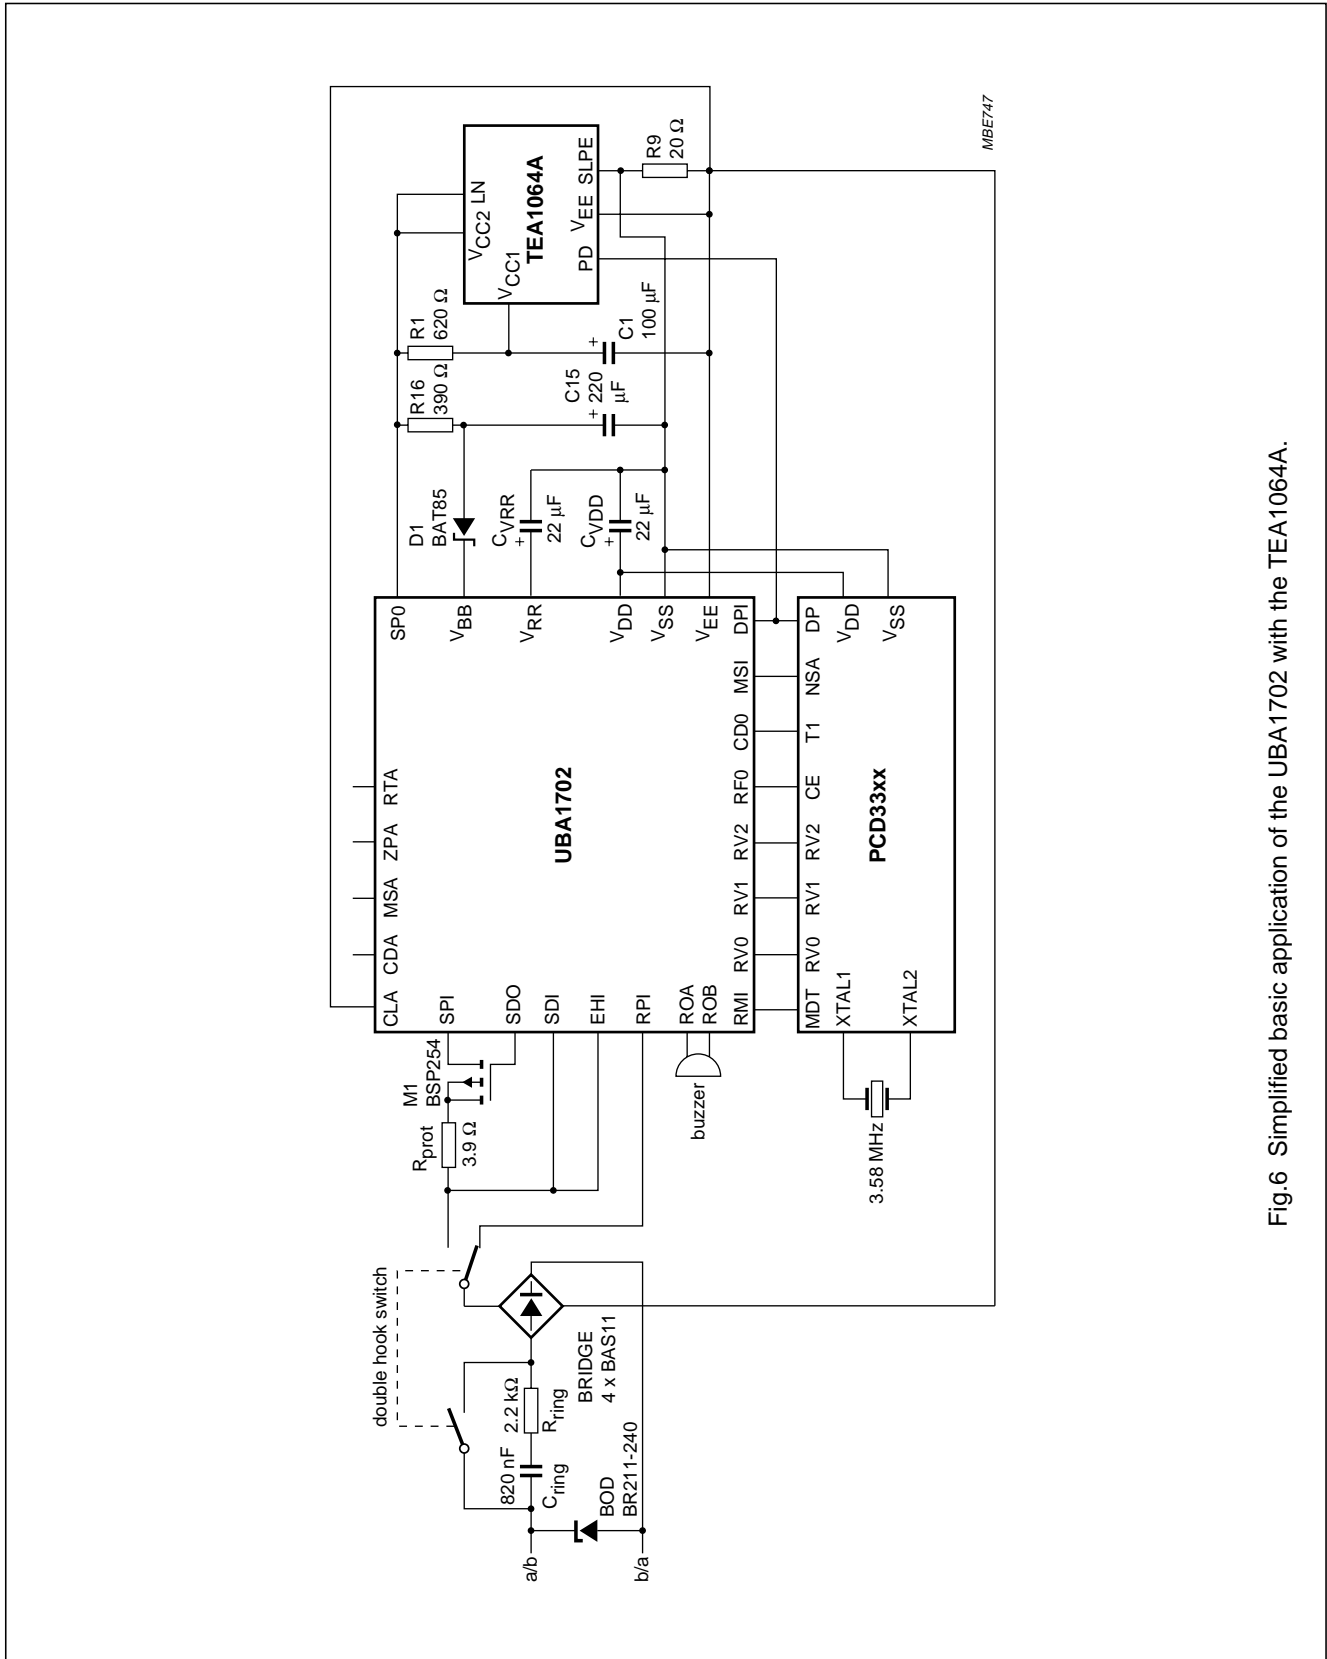 double hook switch
a/b
b/a
820 nF
Cring
2.2 kΩ
Rring
BOD
BR211-240
BRIDGE
4 x BAS11
Rprot
3.9 Ω
M1
BSP254
buzzer
3.58 MHz
CLA
CDA
MSA
ZPA
RTA
SPI
SDO
SDI
EHI
RPI
ROA
ROB
UBA1702
SP0
VBB
VRR
VDD
VSS
VEE
RMI
RV0
RV1
RV2
RF0
CD0
MSI
DPI
MDT
RV0
RV1
RV2
CE
T1
NSA
DP
XTAL1
XTAL2
PCD33xx
VDD
VSS
D1
BAT85
CVRR
+
22 µF
CVDD
+
22 µF
R16
390 Ω
R1
620 Ω
C15
+ 220
µF
C1
+
100 µF
VCC2
LN
VCC1
TEA1064A
PD
VEE
SLPE
R9
20 Ω
MBE747
Fig.6 Simplified basic application of the UBA1702 with the TEA1064A.